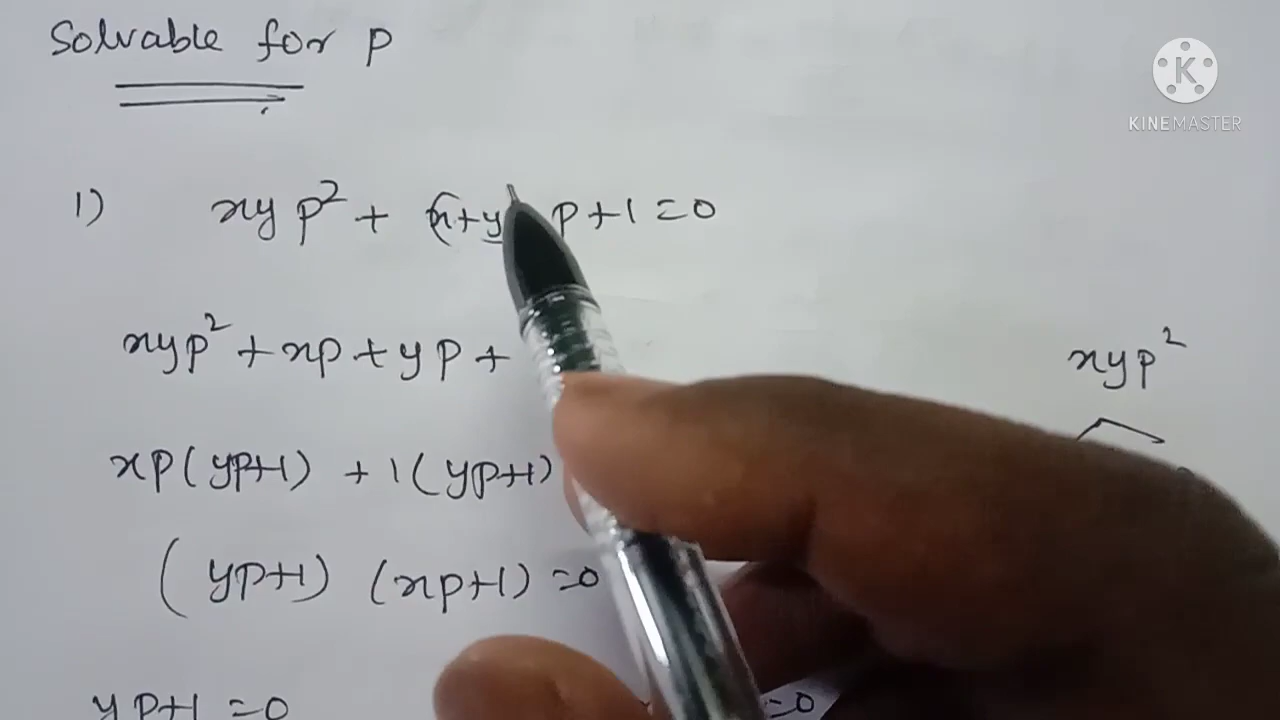 Solvable for p
K
KINEMASTER
1) xyp² + (x+y p+1=0
xyp² + xp + yp +
xyp²
xp(yp+1) + 1(yp+1)
(yp+1) (xp+1) =0
yp+1 =0
=0